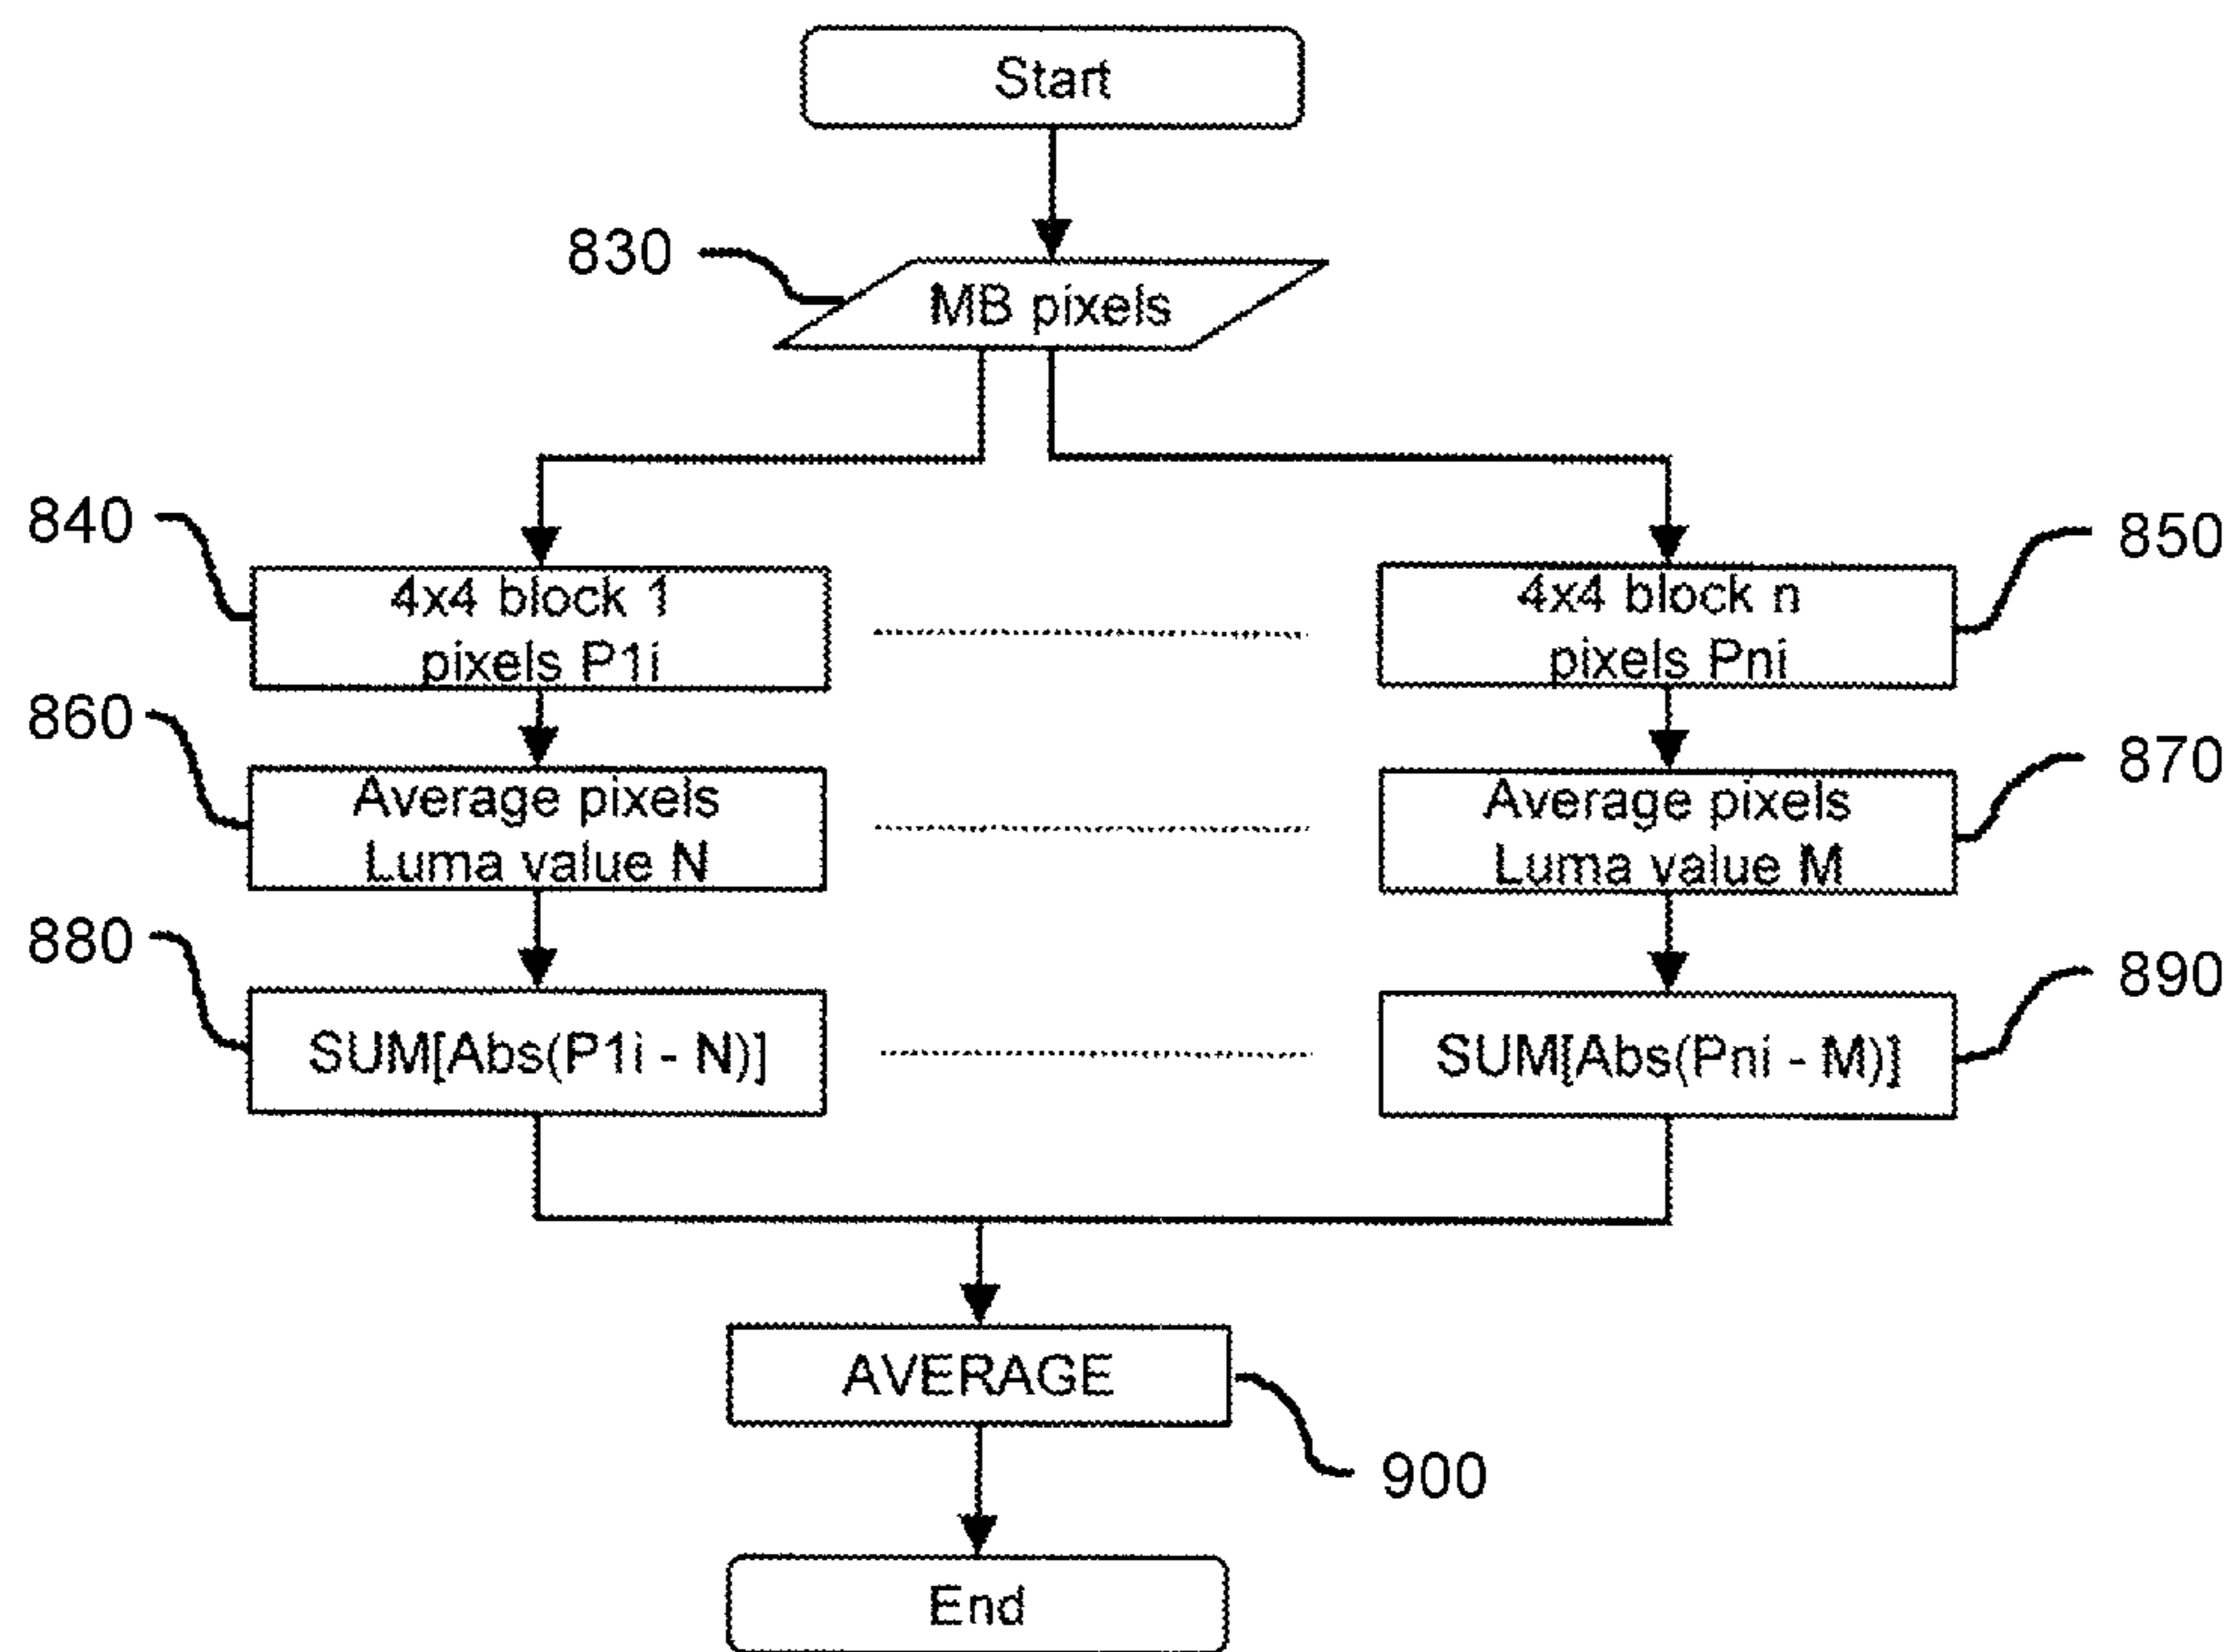 Start
830
MB pixels
840
4x4 block 1
pixels P1i
4x4 block n
pixels Pni
850
860
Average pixels
Luma value N
Average pixels
Luma value M
870
880
SUM[Abs(P1i - N)]
SUM[Abs(Pni - M)]
890
AVERAGE
900
End